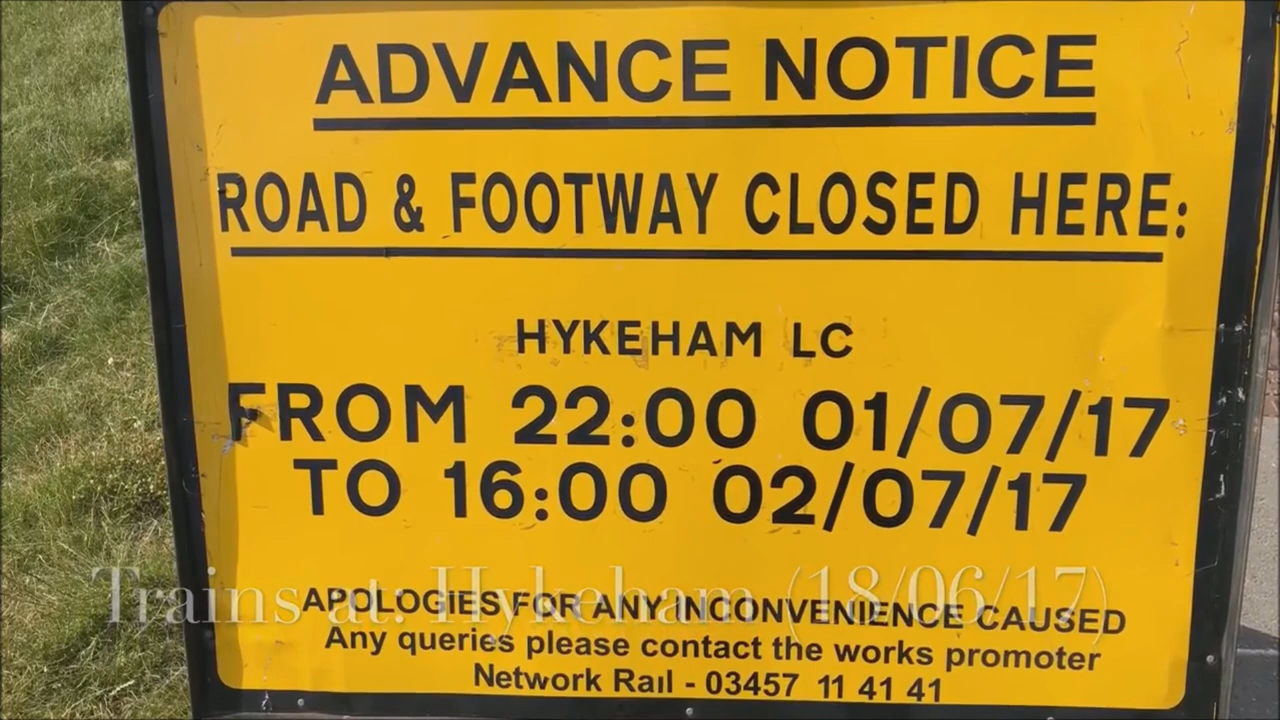 ADVANCE NOTICE
ROAD & FOOTWAY CLOSED HERE:
HYKEHAM LC
FROM 22:00 01/07/17
TO 16:00 02/07/17
Trains at: Hykeham (18/06/17)
APOLOGIES FOR ANY INCONVENIENCE CAUSED
Any queries please contact the works promoter
Network Rail - 03457 11 41 41